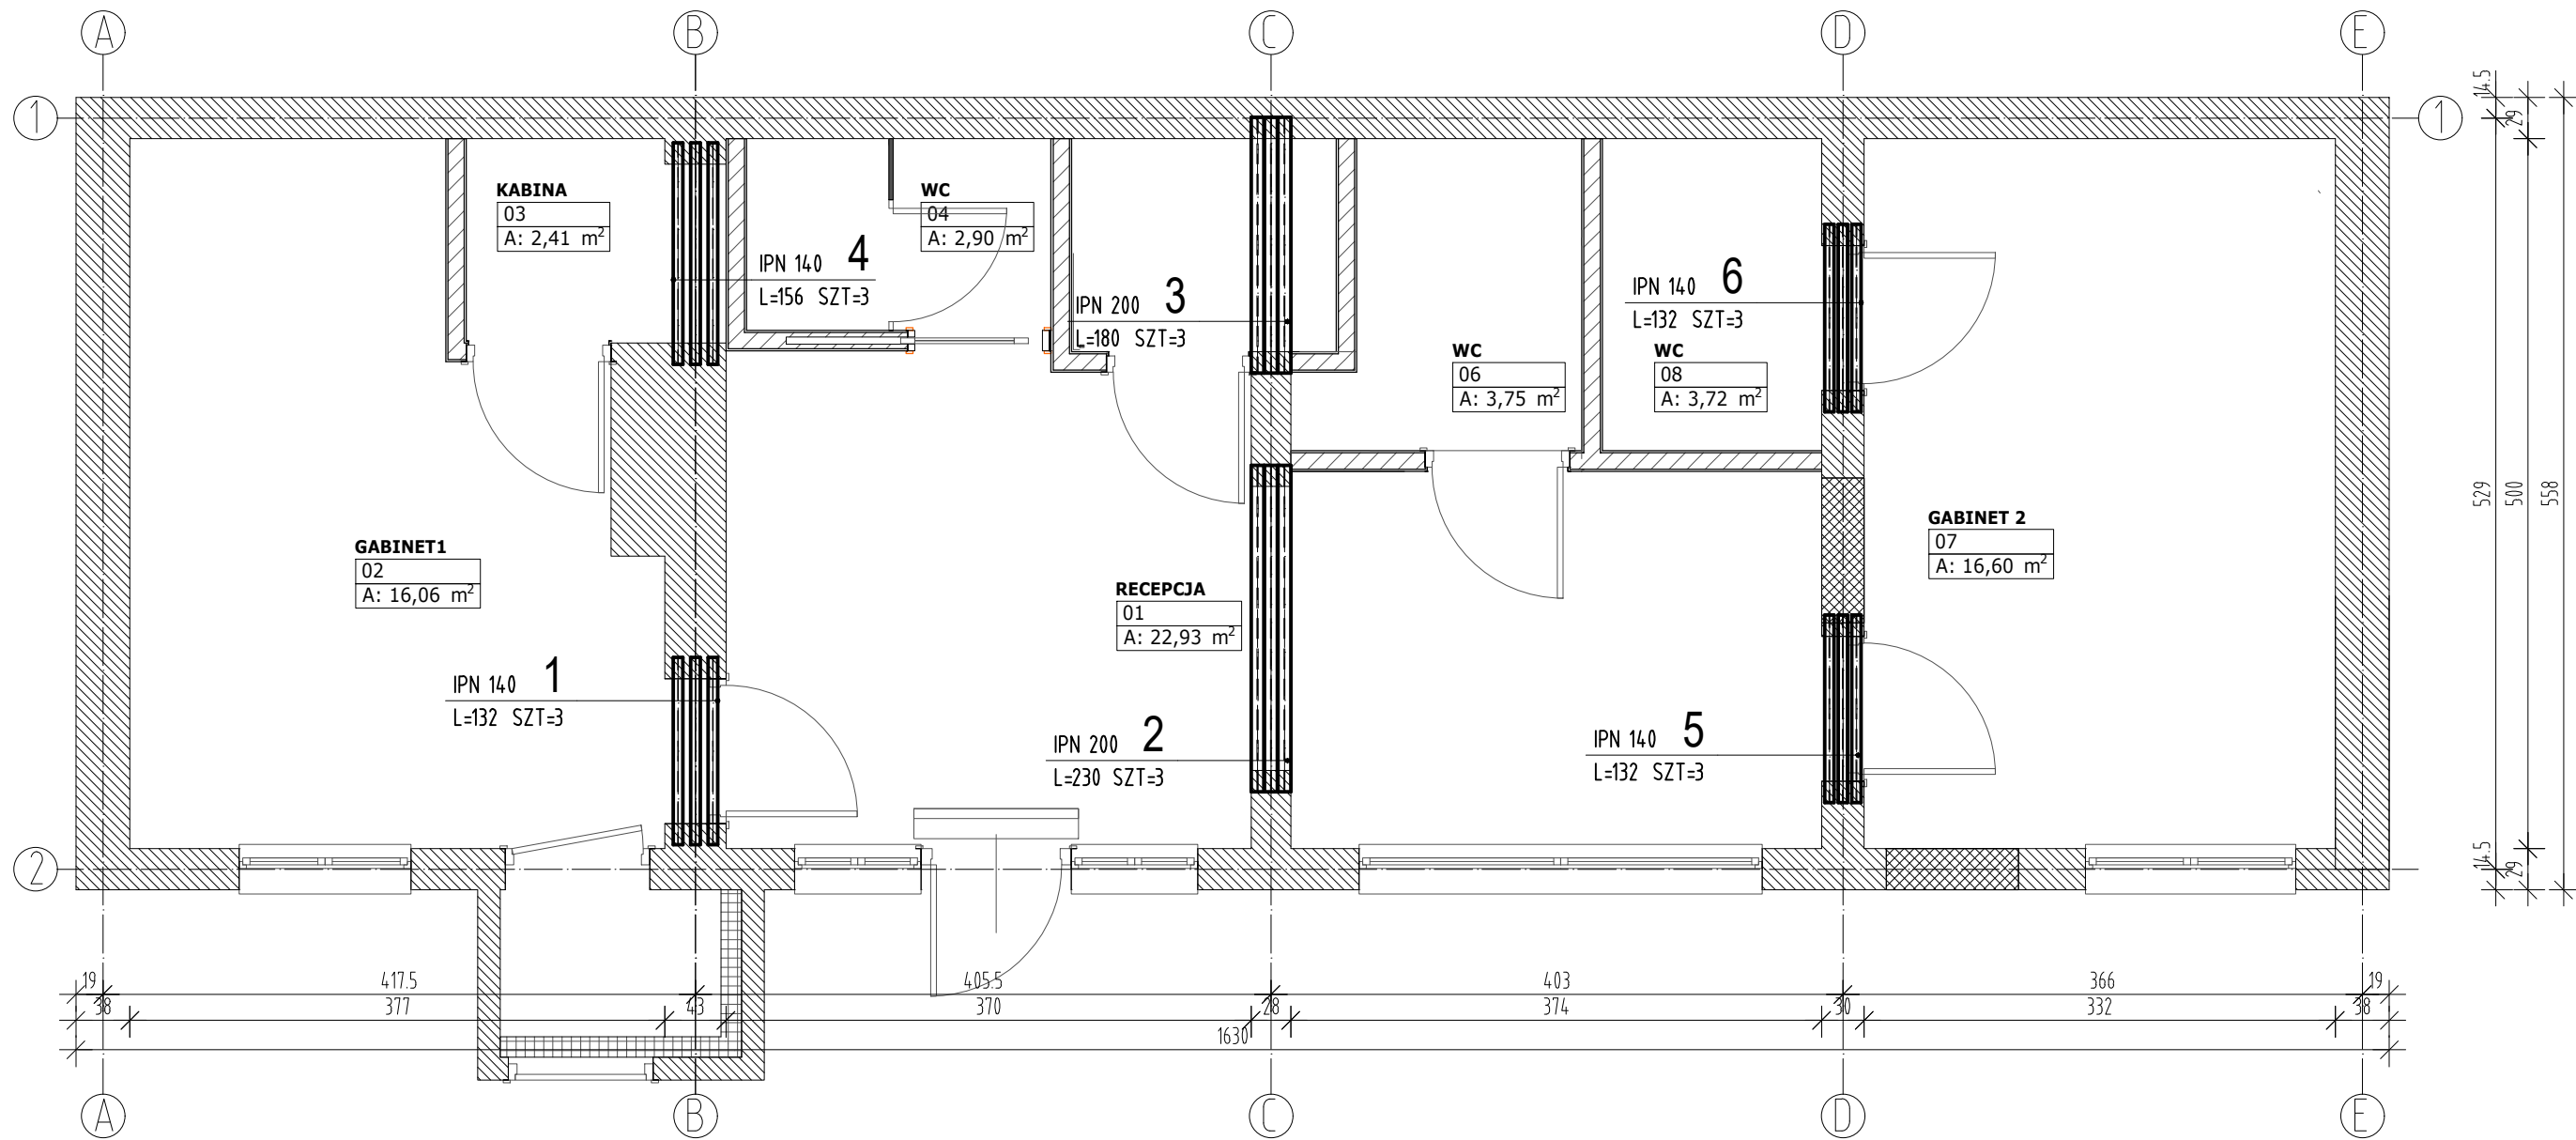 A B C D E
1 1
KABINA
03
A: 2,41 m²
WC
04
A: 2,90 m²
IPN 140 4
L=156 SZT=3
IPN 200 3
L=180 SZT=3
IPN 140 6
L=132 SZT=3
WC
06
A: 3,75 m²
WC
08
A: 3,72 m²
GABINET 2
07
A: 16,60 m²
GABINET1
02
A: 16,06 m²
RECEPCJA
01
A: 22,93 m²
IPN 140 1
L=132 SZT=3
IPN 200 2
L=230 SZT=3
IPN 140 5
L=132 SZT=3
2
14.5
29
529
500
558
14.5
29
19 417.5 405.5 403 366 19
38 377 43 370 28 374 30 332 38
1630
A B C D E